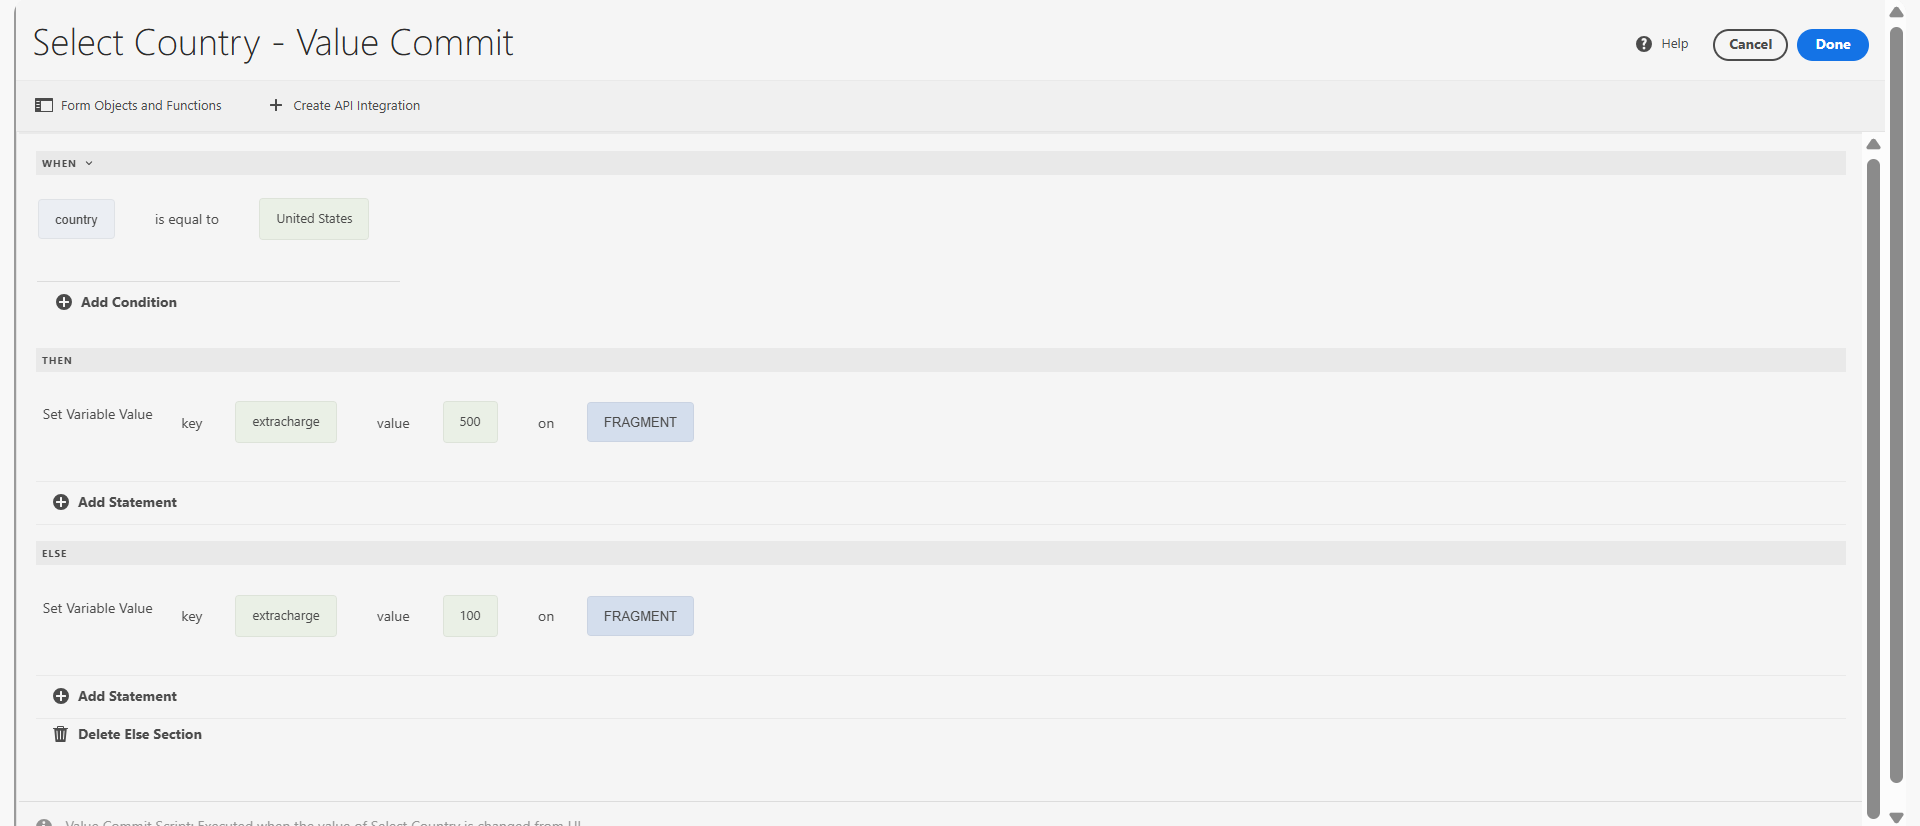 Select Country - Value Commit
Help
Cancel
Done
Form Objects and Functions
Create API Integration
WHEN
country is equal to United States
Add Condition
THEN
Set Variable Value key extracharge value 500 on FRAGMENT
Add Statement
ELSE
Set Variable Value key extracharge value 100 on FRAGMENT
Add Statement
Delete Else Section
Value Commit Script: Executed when the value of Select Country is changed from UI